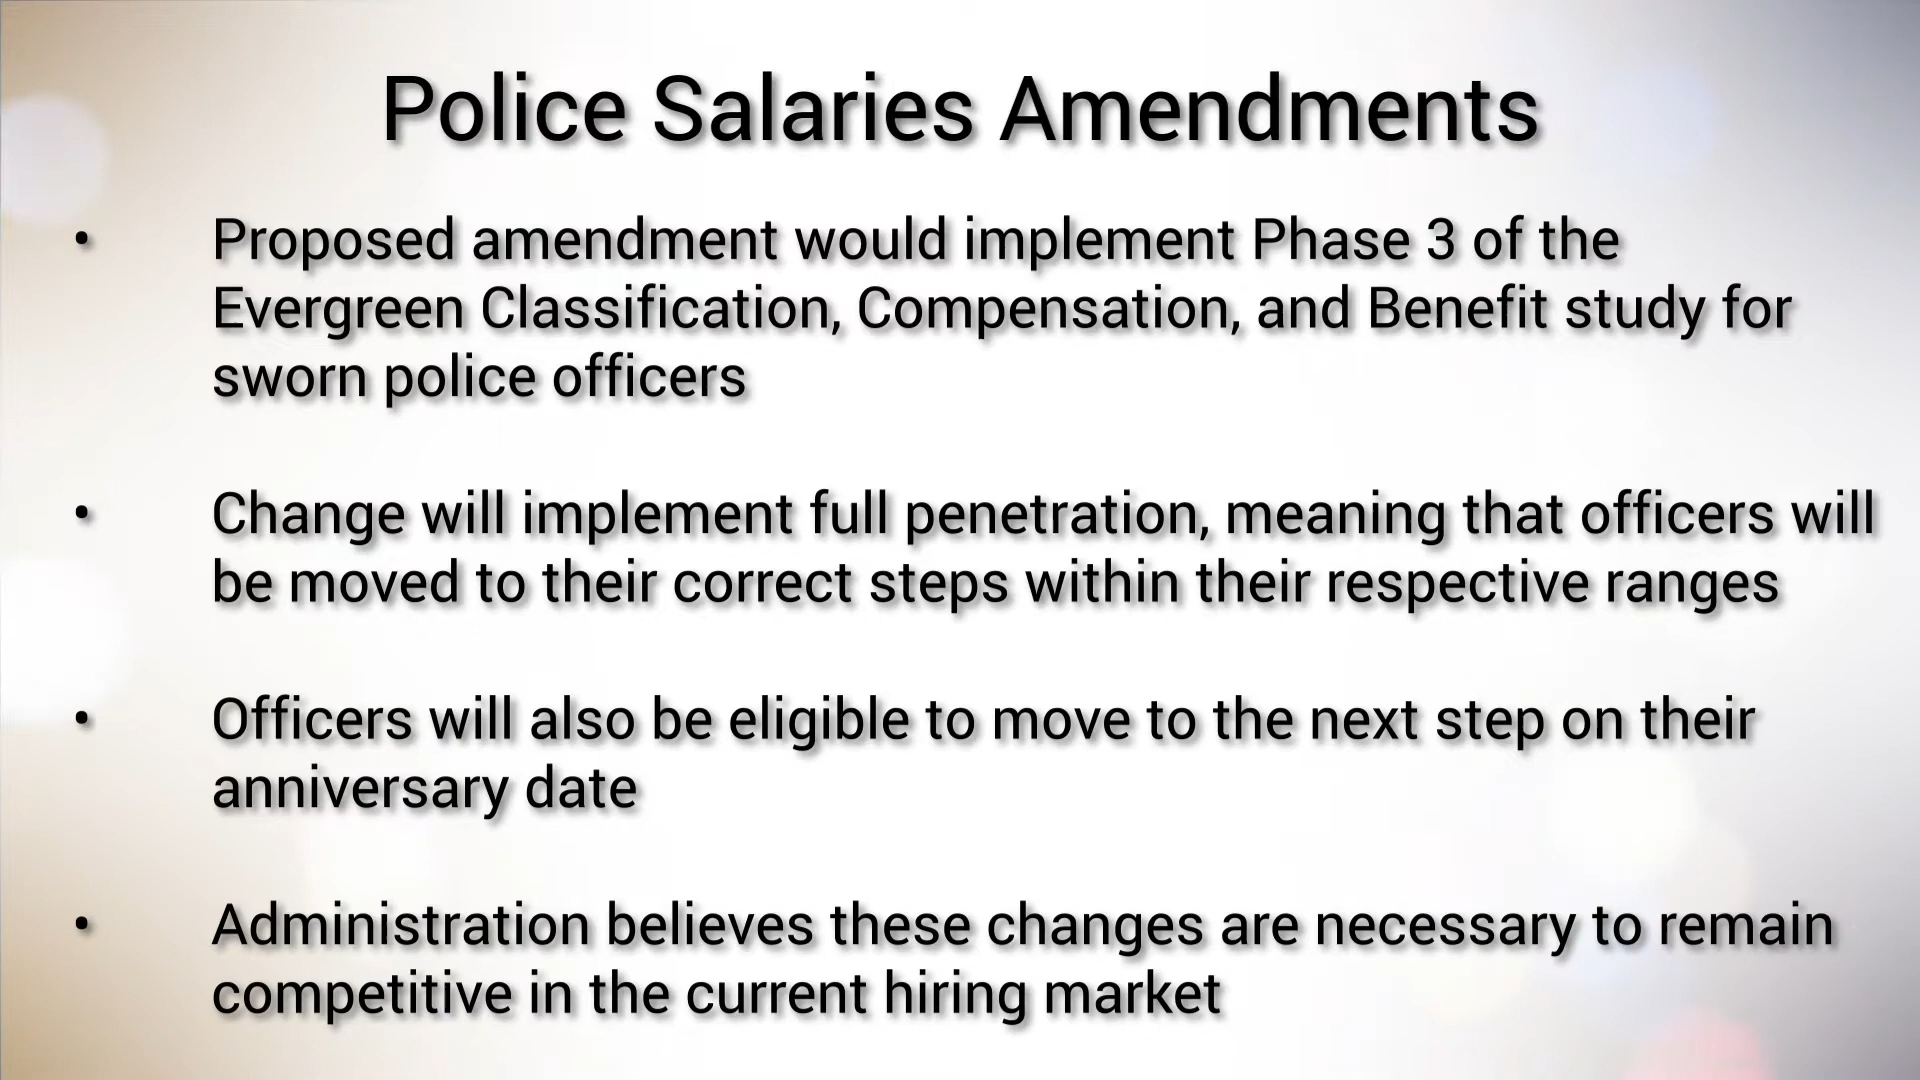 Police Salaries Amendments
• Proposed amendment would implement Phase 3 of the
Evergreen Classification, Compensation, and Benefit study for
sworn police officers
• Change will implement full penetration, meaning that officers will
be moved to their correct steps within their respective ranges
• Officers will also be eligible to move to the next step on their
anniversary date
• Administration believes these changes are necessary to remain
competitive in the current hiring market